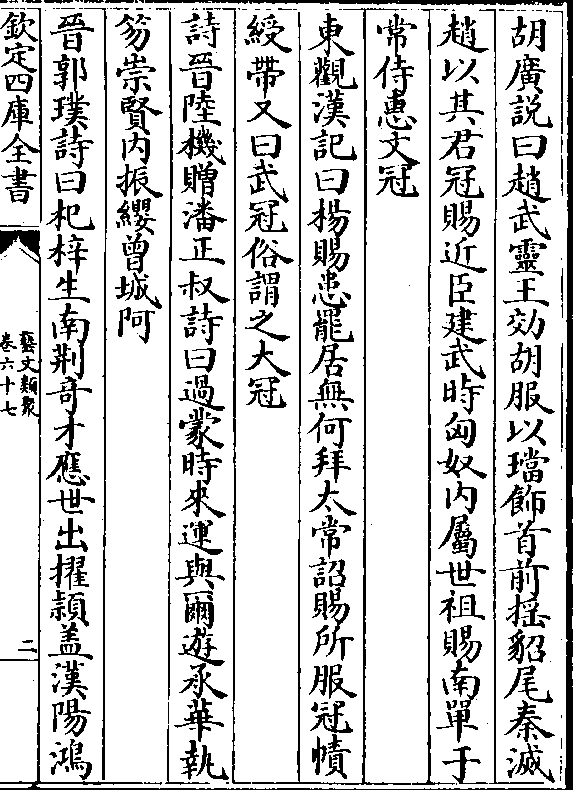 胡廣說曰趙武靈王効胡服以璫飾首前揺貂尾秦滅
趙以其君冠賜近臣建武時匈奴内屬世祖賜南單于
常侍惠文冠
東觀漢記曰楊賜患罷居無何拜太常詔賜所服冠幘
綬帶又曰武冠俗謂之大冠
詩晉陸機贈潘正叔詩曰過蒙時來運與爾遊承華執
笏崇賢内振纓曾城阿
晉郭璞詩曰杞梓生南荆竒才應世出擢頴盖漢陽鴻
欽定四庫全書
藝文類聚
卷六十七
二